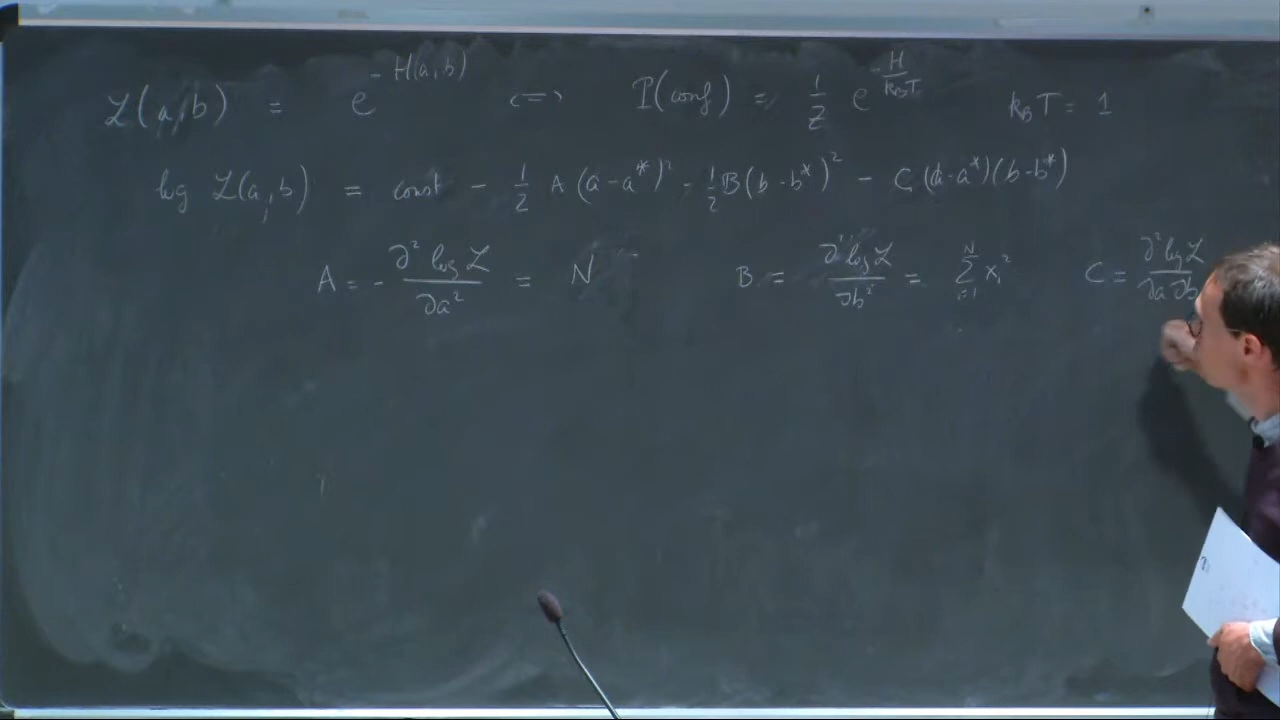 ℒ(a,b) = e^{-H(a,b)} <=> P(conf) = 1/Z e^{-H/k_BT} k_BT = 1
log ℒ(a,b) = const - 1/2 A (a-a*)² - 1/2 B(b-b*)² - C (a-a*)(b-b*)
A = - ∂² log ℒ / ∂a² = N B = ∂² log ℒ / ∂b² = Σ_{i=1}^{N} x_i² C = ∂² log ℒ / ∂a ∂b